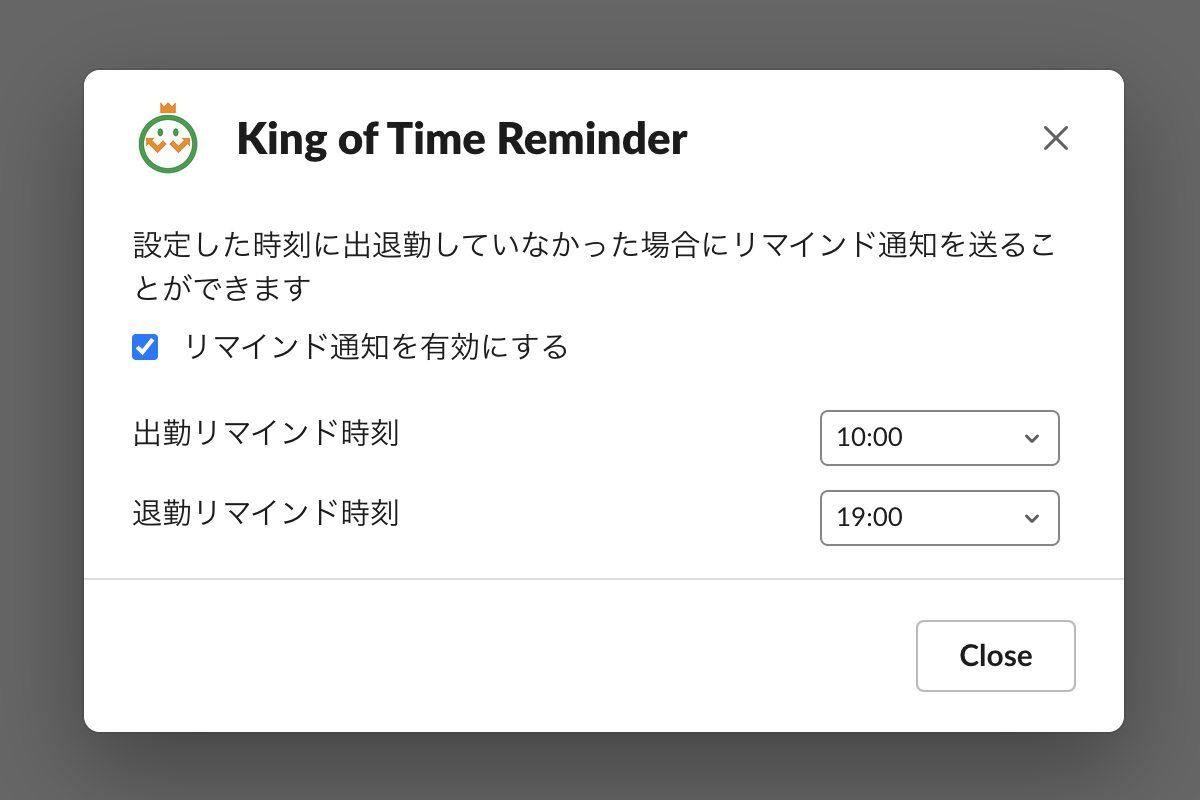 King of Time Reminder
設定した時刻に出退勤していなかった場合にリマインド通知を送るこ
とができます
リマインド通知を有効にする
出勤リマインド時刻
10:00
退勤リマインド時刻
19:00
Close